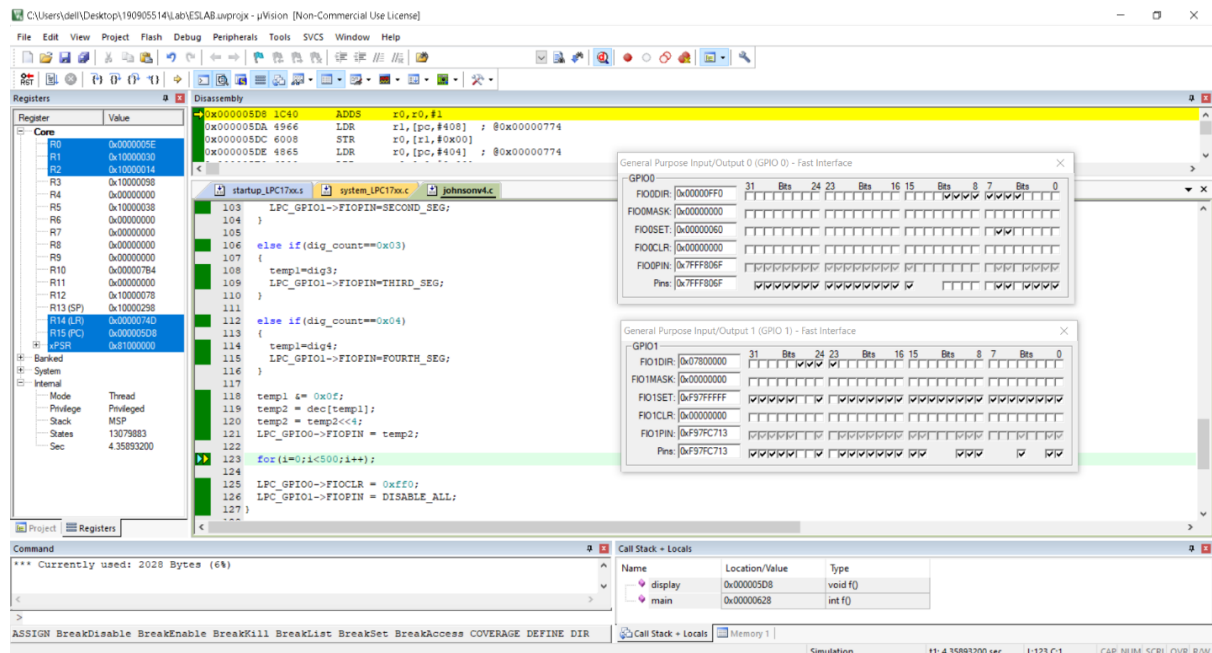 C:\Users\dell\Desktop\190905514\Lab\ESLAB.uvprojx - µVision [Non-Commercial Use License]
File Edit View Project Flash Debug Peripherals Tools SVCS Window Help
Registers
Register Value
Core
R0 0x0000005E
R1 0x10000030
R2 0x10000014
R3 0x10000098
R4 0x00000000
R5 0x10000038
R6 0x00000000
R7 0x00000000
R8 0x00000000
R9 0x00000000
R10 0x000007B4
R11 0x00000000
R12 0x10000078
R13 (SP) 0x10000298
R14 (LR) 0x0000074D
R15 (PC) 0x000005D8
xPSR 0x81000000
Banked
System
Internal
Mode Thread
Privilege Privileged
Stack MSP
States 13079883
Sec 4.35893200
Project Registers
Disassembly
0x000005D8 1C40 ADDS r0,r0,#1
0x000005DA 4966 LDR r1,[pc,#408] ; @0x00000774
0x000005DC 6008 STR r0,[r1,#0x00]
0x000005DE 4865 LDR r0,[pc,#404] ; @0x00000774
startup_LPC17xx.s system_LPC17xx.c johnsonv4.c
103 LPC_GPIO1->FIOPIN=SECOND_SEG;
104 }
105
106 else if(dig_count==0x03)
107 {
108 temp1=dig3;
109 LPC_GPIO1->FIOPIN=THIRD_SEG;
110 }
111
112 else if(dig_count==0x04)
113 {
114 temp1=dig4;
115 LPC_GPIO1->FIOPIN=FOURTH_SEG;
116 }
117
118 temp1 &= 0x0f;
119 temp2 = dec[temp1];
120 temp2 = temp2<<4;
121 LPC_GPIO0->FIOPIN = temp2;
122
123 for(i=0;i<500;i++);
124
125 LPC_GPIO0->FIOCLR = 0xff0;
126 LPC_GPIO1->FIOPIN = DISABLE_ALL;
127 }
General Purpose Input/Output 0 (GPIO 0) - Fast Interface
GPIO0
31 Bits 24 23 Bits 16 15 Bits 8 7 Bits 0
FIO0DIR: 0x00000FF0
FIO0MASK: 0x00000000
FIO0SET: 0x00000060
FIO0CLR: 0x00000000
FIO0PIN: 0x7FFF806F
Pins: 0x7FFF806F
General Purpose Input/Output 1 (GPIO 1) - Fast Interface
GPIO1
31 Bits 24 23 Bits 16 15 Bits 8 7 Bits 0
FIO1DIR: 0x07800000
FIO1MASK: 0x00000000
FIO1SET: 0xF97FFFFF
FIO1CLR: 0x00000000
FIO1PIN: 0xF97FC713
Pins: 0xF97FC713
Command
*** Currently used: 2028 Bytes (6%)
>
ASSIGN BreakDisable BreakEnable BreakKill BreakList BreakSet BreakAccess COVERAGE DEFINE DIR
Call Stack + Locals
Name Location/Value Type
display 0x000005D8 void f()
main 0x00000628 int f()
Call Stack + Locals Memory 1
Simulation t1: 4.35893200 sec L:123 C:1 CAP NUM SCRL OVR R/W